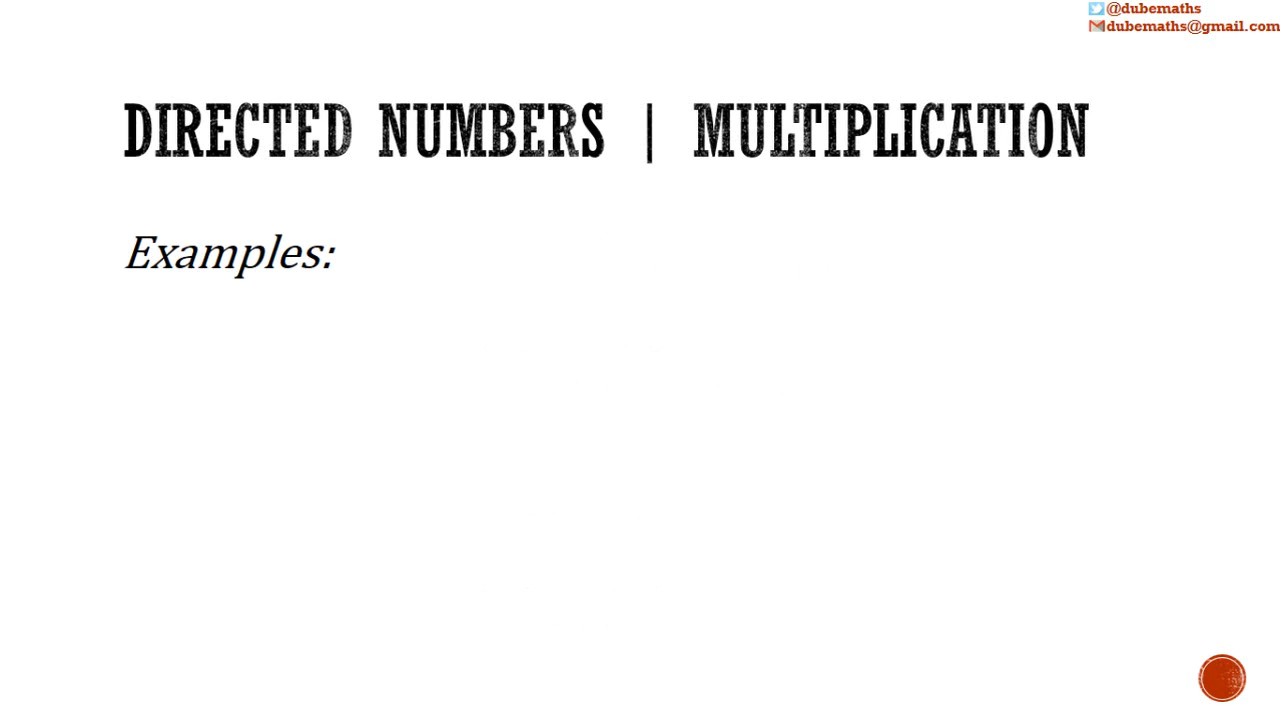 @dubemaths
dubemaths@gmail.com
DIRECTED NUMBERS | MULTIPLICATION
Examples: